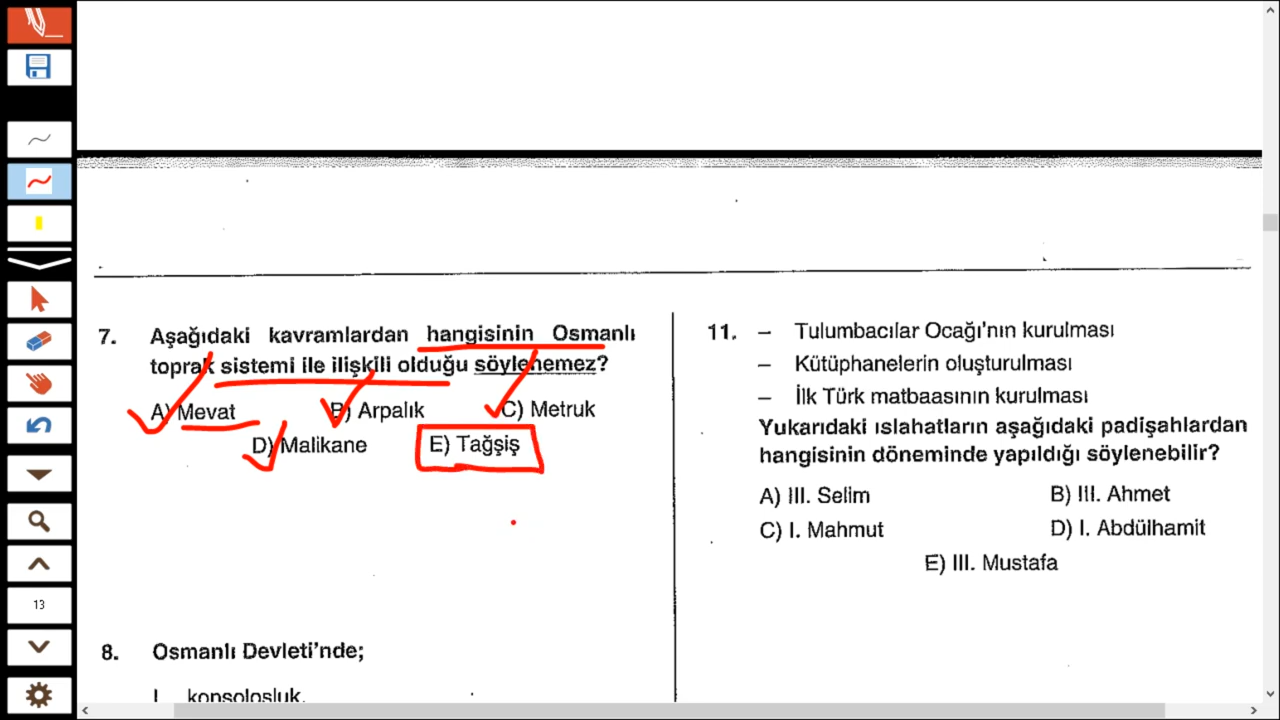 7. Aşağıdaki kavramlardan hangisinin Osmanlı
toprak sistemi ile ilişkili olduğu söylenemez?
A) Mevat B) Arpalık C) Metruk
D) Malikane E) Tağşiş
8. Osmanlı Devleti'nde;
I konsolosluk,
11. – Tulumbacılar Ocağı'nın kurulması
– Kütüphanelerin oluşturulması
– İlk Türk matbaasının kurulması
Yukarıdaki ıslahatların aşağıdaki padişahlardan
hangisinin döneminde yapıldığı söylenebilir?
A) III. Selim B) III. Ahmet
C) I. Mahmut D) I. Abdülhamit
E) III. Mustafa
13